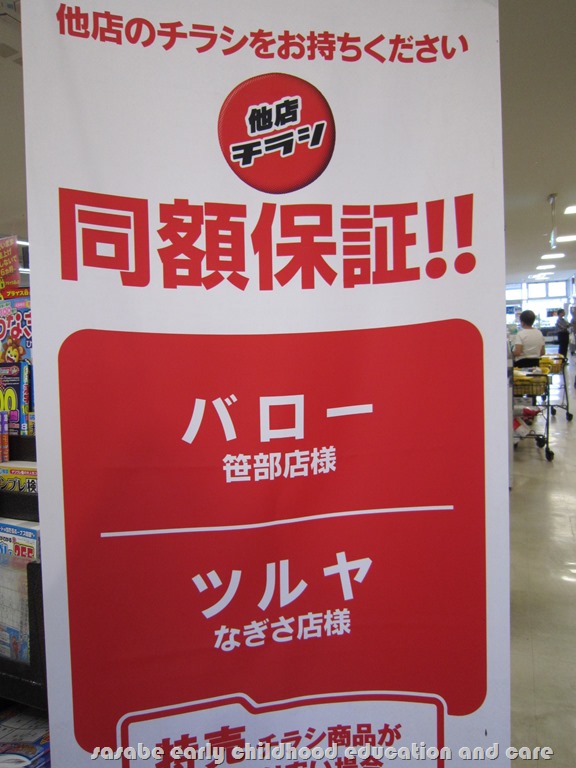 他店のチラシをお持ちください
他店
チラシ
同額保証!!
バロー
笹部店様
ツルヤ
なぎさ店様
特売 チラシ商品が
sasabe early childhood education and care